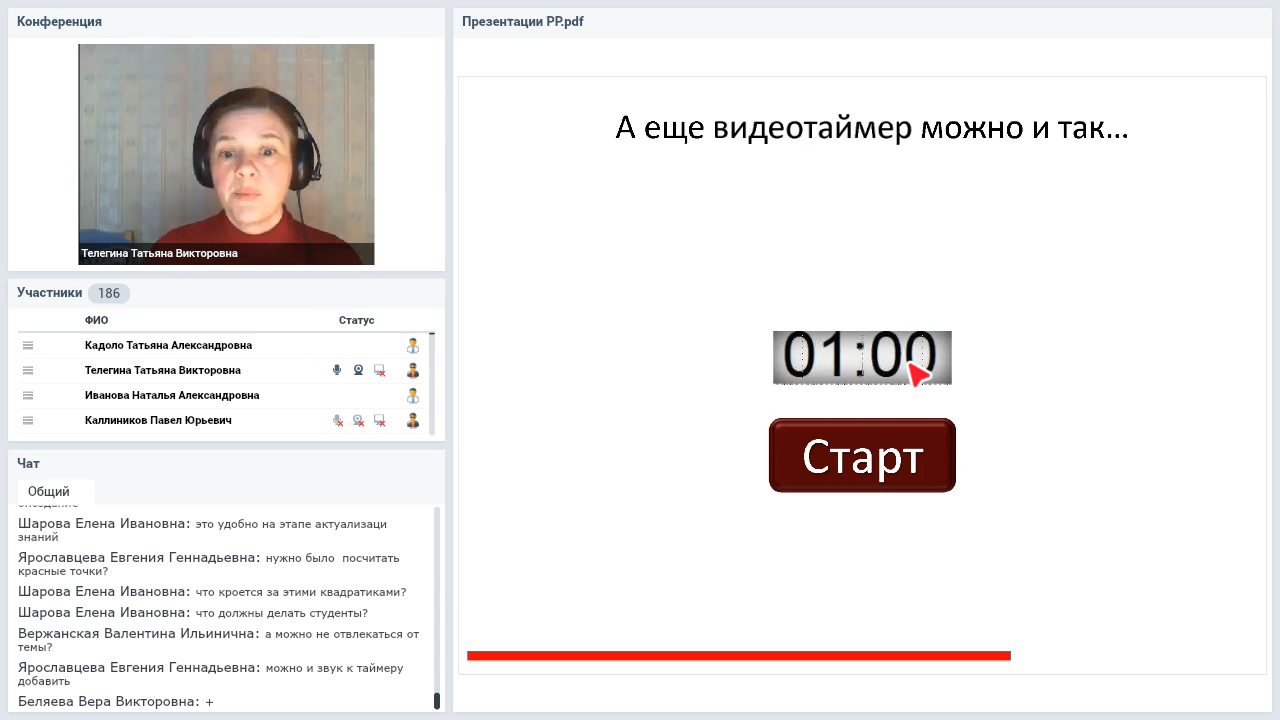 Конференция
Телегина Татьяна Викторовна
Участники 186
ФИО Статус
Кадоло Татьяна Александровна
Телегина Татьяна Викторовна
Иванова Наталья Александровна
Каллиников Павел Юрьевич
Чат
Общий
Шарова Елена Ивановна: это удобно на этапе актуализаци
знаний
Ярославцева Евгения Геннадьевна: нужно было посчитать
красные точки?
Шарова Елена Ивановна: что кроется за этими квадратиками?
Шарова Елена Ивановна: что должны делать студенты?
Вержанская Валентина Ильинична: а можно не отвлекаться от
темы?
Ярославцева Евгения Геннадьевна: можно и звук к таймеру
добавить
Беляева Вера Викторовна: +
Презентации PP.pdf
А еще видеотаймер можно и так...
01:00
Старт